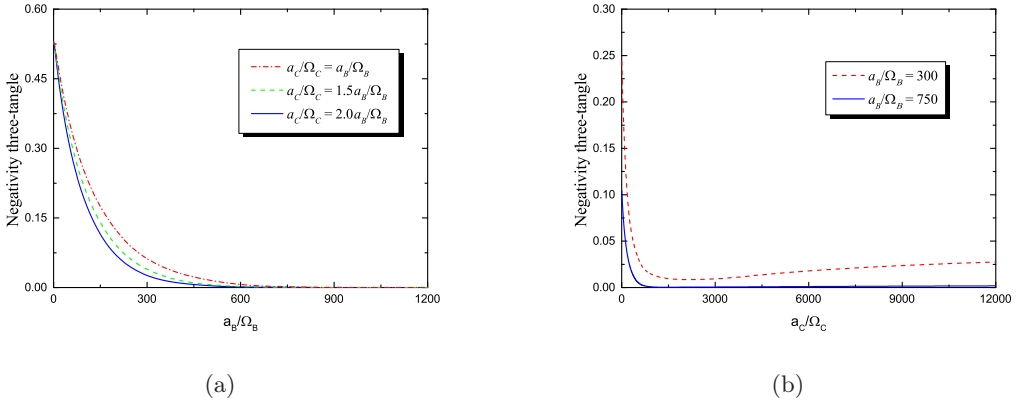 Negativity three-tangle
0.60
0.45
0.30
0.15
0.00
0
300
600
900
1200
a_B/Ω_B
a_C/Ω_C = a_B/Ω_B
a_C/Ω_C = 1.5a_B/Ω_B
a_C/Ω_C = 2.0a_B/Ω_B
(a)
Negativity three-tangle
0.30
0.25
0.20
0.15
0.10
0.05
0.00
0
3000
6000
9000
12000
a_C/Ω_C
a_B/Ω_B = 300
a_B/Ω_B = 750
(b)